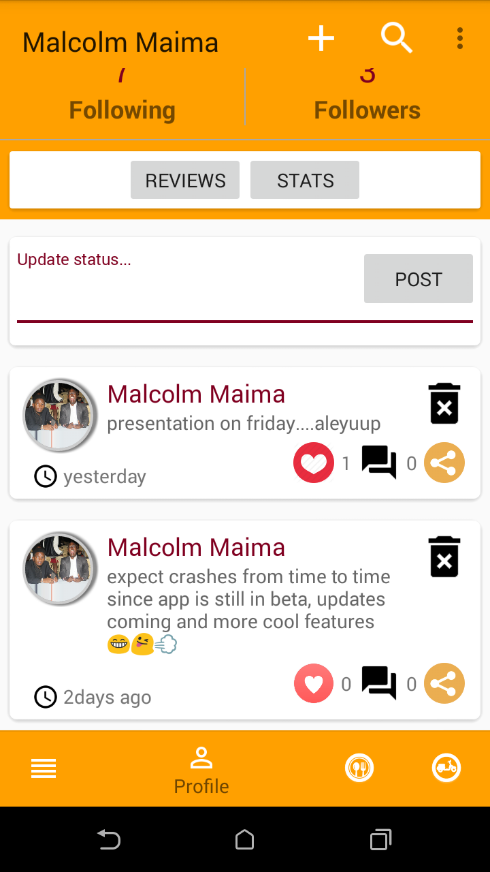 Malcolm Maima
7 3
Following Followers
REVIEWS STATS
Update status...
POST
Malcolm Maima
presentation on friday....aleyuup
yesterday 1 0
Malcolm Maima
expect crashes from time to time
since app is still in beta, updates
coming and more cool features
😁😜💨
2days ago 0 0
Profile